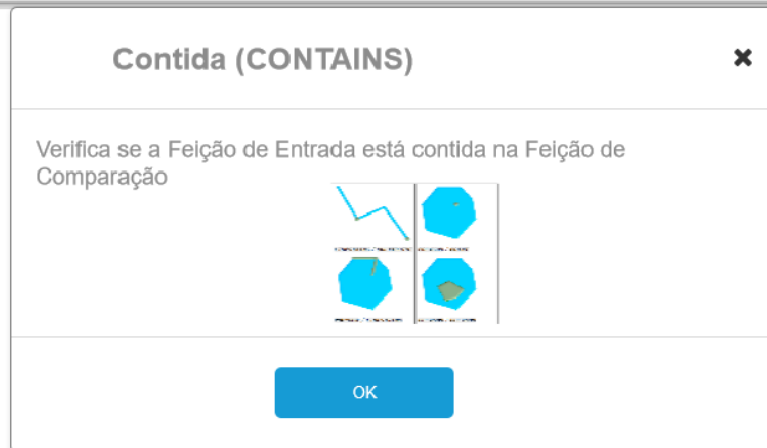 Contida (CONTAINS)
Verifica se a Feição de Entrada está contida na Feição de
Comparação
OK